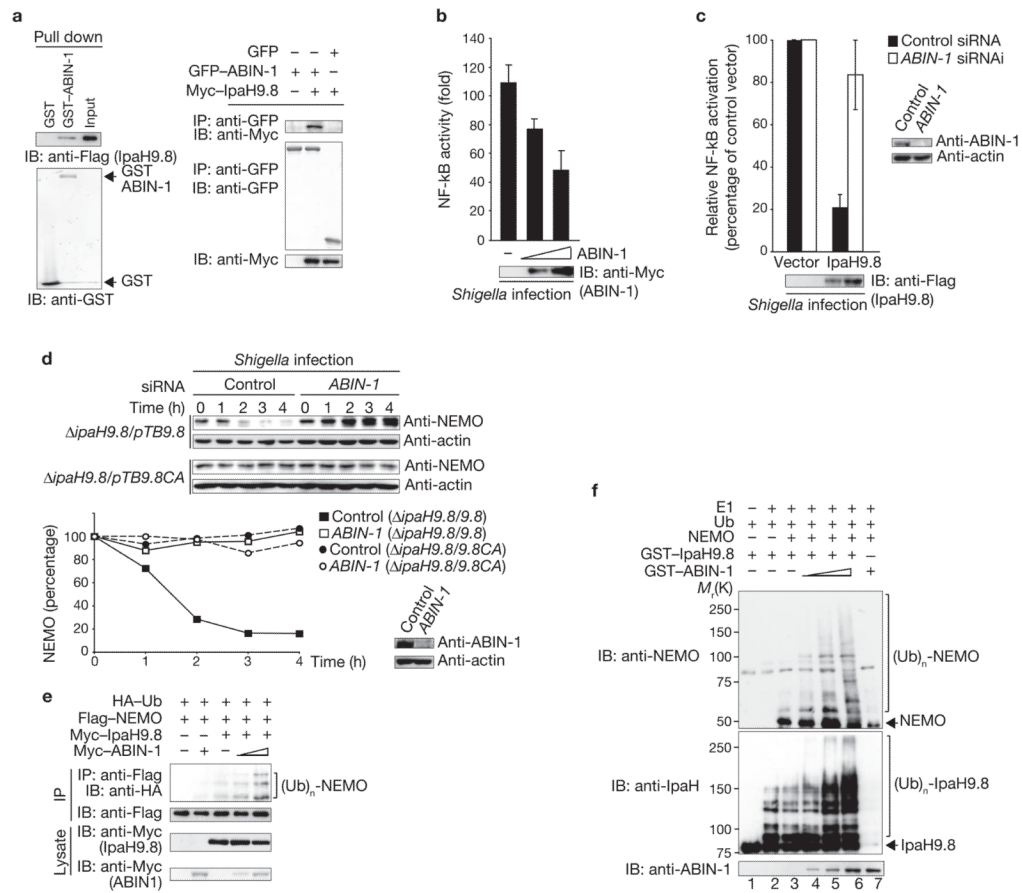 a
Pull down
GST
GST–ABIN-1
Input
IB: anti-Flag (IpaH9.8)
GST
ABIN-1
GST
IB: anti-GST
GFP – – +
GFP–ABIN-1 + + –
Myc–IpaH9.8 – + +
IP: anti-GFP
IB: anti-Myc
IP: anti-GFP
IB: anti-GFP
IB: anti-Myc
b
NF-kB activity (fold)
140
120
100
80
60
40
20
0
– ABIN-1
IB: anti-Myc
(ABIN-1)
Shigella infection
c
Relative NF-kB activation
(percentage of control vector)
100
80
60
40
20
0
Control siRNA
ABIN-1 siRNAi
Control
ABIN-1
Anti-ABIN-1
Anti-actin
Vector IpaH9.8
IB: anti-Flag
(IpaH9.8)
Shigella infection
d
Shigella infection
siRNA Control ABIN-1
Time (h) 0 1 2 3 4 0 1 2 3 4
ΔipaH9.8/pTB9.8
Anti-NEMO
Anti-actin
ΔipaH9.8/pTB9.8CA
Anti-NEMO
Anti-actin
NEMO (percentage)
100
80
60
40
20
0
0 1 2 3 4 Time (h)
Control (ΔipaH9.8/9.8)
ABIN-1 (ΔipaH9.8/9.8)
Control (ΔipaH9.8/9.8CA)
ABIN-1 (ΔipaH9.8/9.8CA)
Control
ABIN-1
Anti-ABIN-1
Anti-actin
e
HA–Ub + + + + +
Flag–NEMO + + + + +
Myc–IpaH9.8 – – + + +
Myc–ABIN-1 – + –
IP
IP: anti-Flag
IB: anti-HA
(Ub)n-NEMO
IB: anti-Flag
Lysate
IB: anti-Myc
(IpaH9.8)
IB: anti-Myc
(ABIN1)
f
E1 – + + + + + +
Ub + + + + + + +
NEMO – – + + + + +
GST–IpaH9.8 + + + + + + –
GST–ABIN-1 – – – +
Mr(K)
250
150
100
75
50
IB: anti-NEMO
(Ub)n-NEMO
NEMO
250
150
100
75
IB: anti-IpaH
(Ub)n-IpaH9.8
IpaH9.8
IB: anti-ABIN-1
1 2 3 4 5 6 7